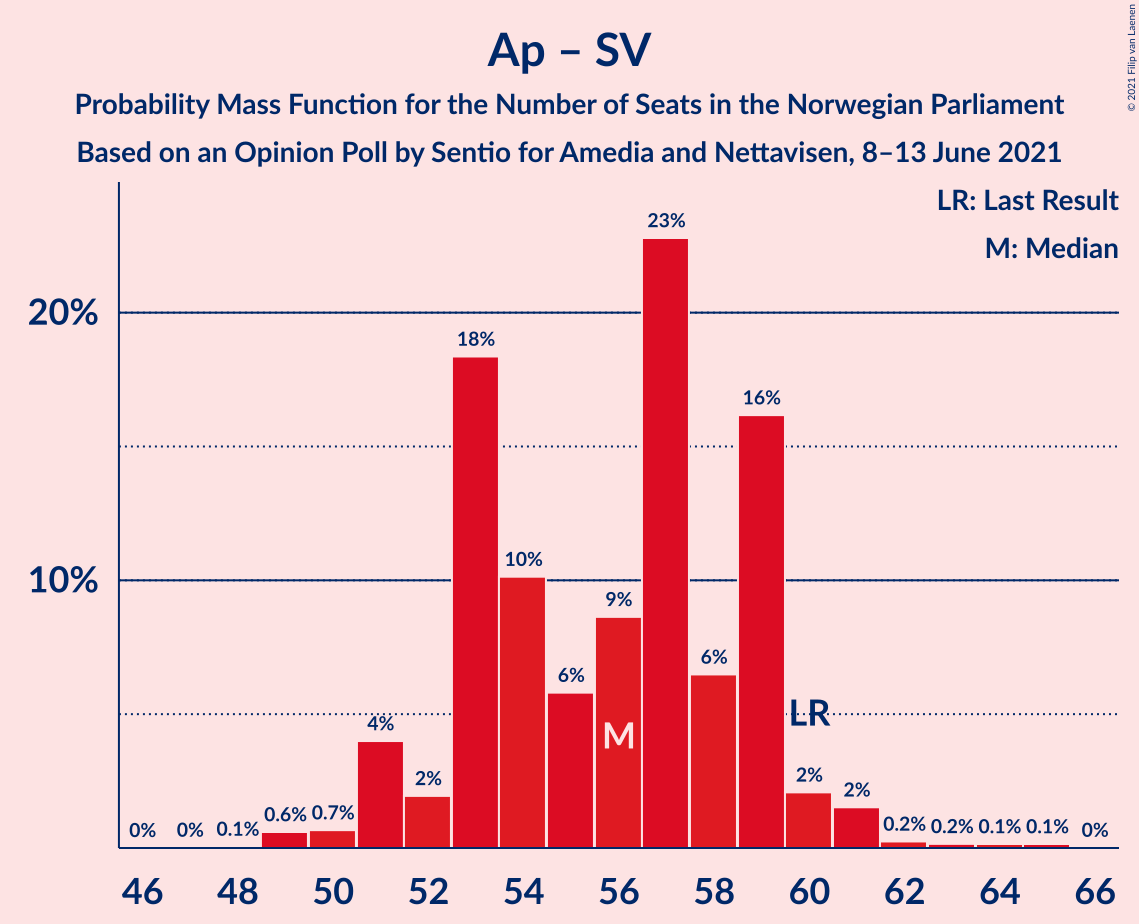 Ap – SV
Probability Mass Function for the Number of Seats in the Norwegian Parliament
Based on an Opinion Poll by Sentio for Amedia and Nettavisen, 8–13 June 2021
© 2021 Filip van Laenen
LR: Last Result
M: Median
20%
10%
0% 0% 0.1% 0.6% 0.7% 4% 2% 18% 10% 6% 9% 23% 6% 16% 2% 2% 0.2% 0.2% 0.1% 0.1% 0%
M
LR
46 48 50 52 54 56 58 60 62 64 66